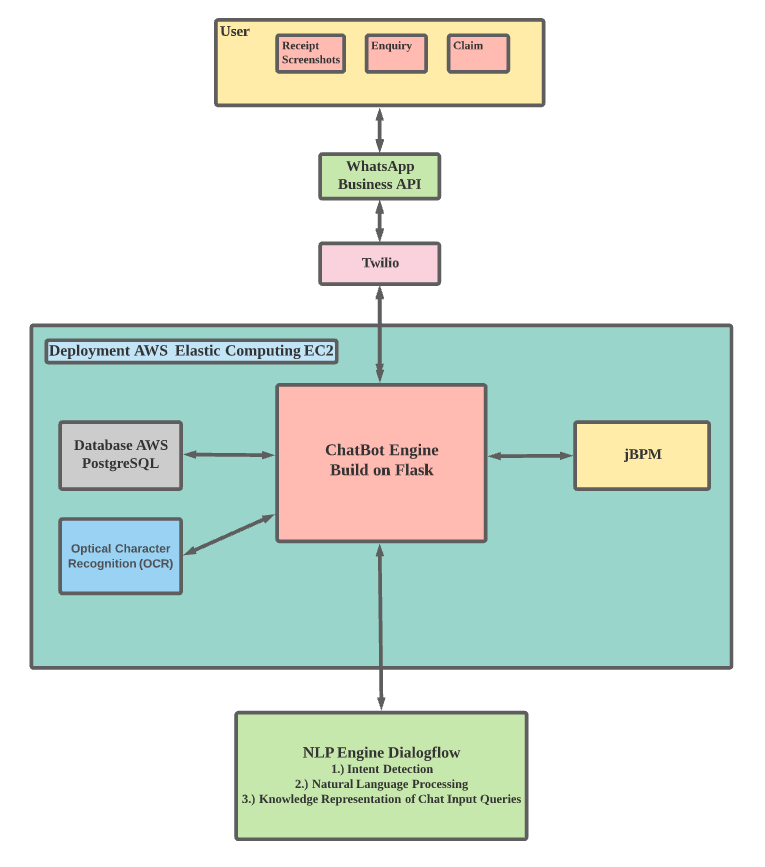 User
Receipt
Screenshots
Enquiry
Claim
WhatsApp
Business API
Twilio
Deployment AWS Elastic Computing EC2
Database AWS
PostgreSQL
ChatBot Engine
Build on Flask
jBPM
Optical Character
Recognition (OCR)
NLP Engine Dialogflow
1.) Intent Detection
2.) Natural Language Processing
3.) Knowledge Representation of Chat Input Queries